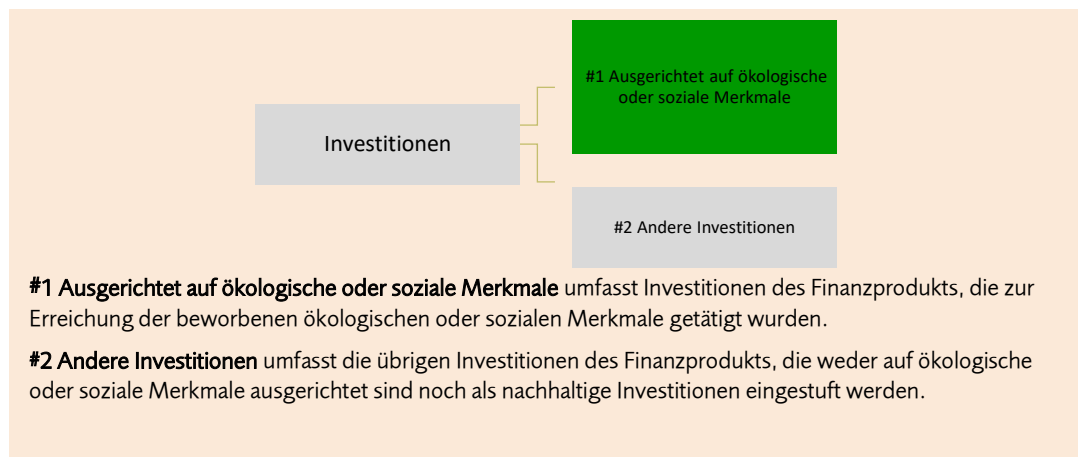 #1 Ausgerichtet auf ökologische
oder soziale Merkmale
Investitionen
#2 Andere Investitionen
#1 Ausgerichtet auf ökologische oder soziale Merkmale umfasst Investitionen des Finanzprodukts, die zur
Erreichung der beworbenen ökologischen oder sozialen Merkmale getätigt wurden.
#2 Andere Investitionen umfasst die übrigen Investitionen des Finanzprodukts, die weder auf ökologische
oder soziale Merkmale ausgerichtet sind noch als nachhaltige Investitionen eingestuft werden.